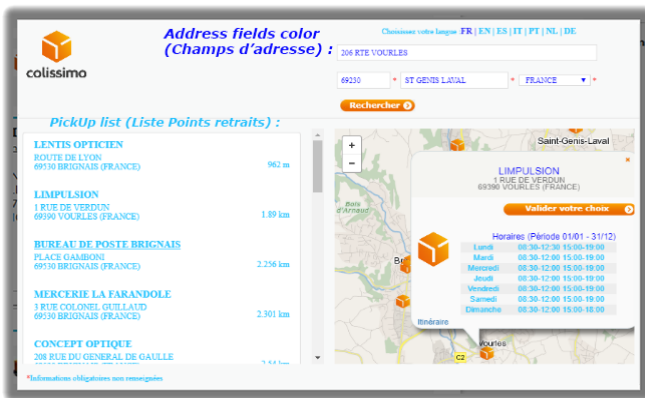 Address fields color
(Champs d'adresse) :
Choisissez votre langue FR | EN | ES | IT | PT | NL | DE
colissimo
206 RTE VOURLES
69230 * ST GENIS LAVAL * FRANCE ▼ *
Rechercher
PickUp list (Liste Points retraits) :
LENTIS OPTICIEN
ROUTE DE LYON
69530 BRIGNAIS (FRANCE) 962 m
LIMPULSION
1 RUE DE VERDUN
69390 VOURLES (FRANCE) 1.89 km
BUREAU DE POSTE BRIGNAIS
PLACE GAMBONI
69530 BRIGNAIS (FRANCE) 2.256 km
MERCERIE LA FARANDOLE
3 RUE COLONEL GUILLAUD
69530 BRIGNAIS (FRANCE) 2.301 km
CONCEPT OPTIQUE
208 RUE DU GENERAL DE GAULLE
+
−
Saint-Genis-Laval
Bois
d'Arnaud
LIMPULSION
1 RUE DE VERDUN
69390 VOURLES (FRANCE)
Valider votre choix
Horaires (Période 01/01 - 31/12)
Lundi 08:30-12:30 15:00-19:00
Mardi 08:30-12:00 15:00-19:00
Mercredi 08:30-12:00 15:00-19:00
Jeudi 08:30-12:00 15:00-19:00
Vendredi 08:30-12:00 15:00-19:00
Samedi 08:30-12:00 15:00-19:00
Dimanche 08:30-12:00 15:00-18:00
Itinéraire
Vourles
C2
*Informations obligatoires non renseignées